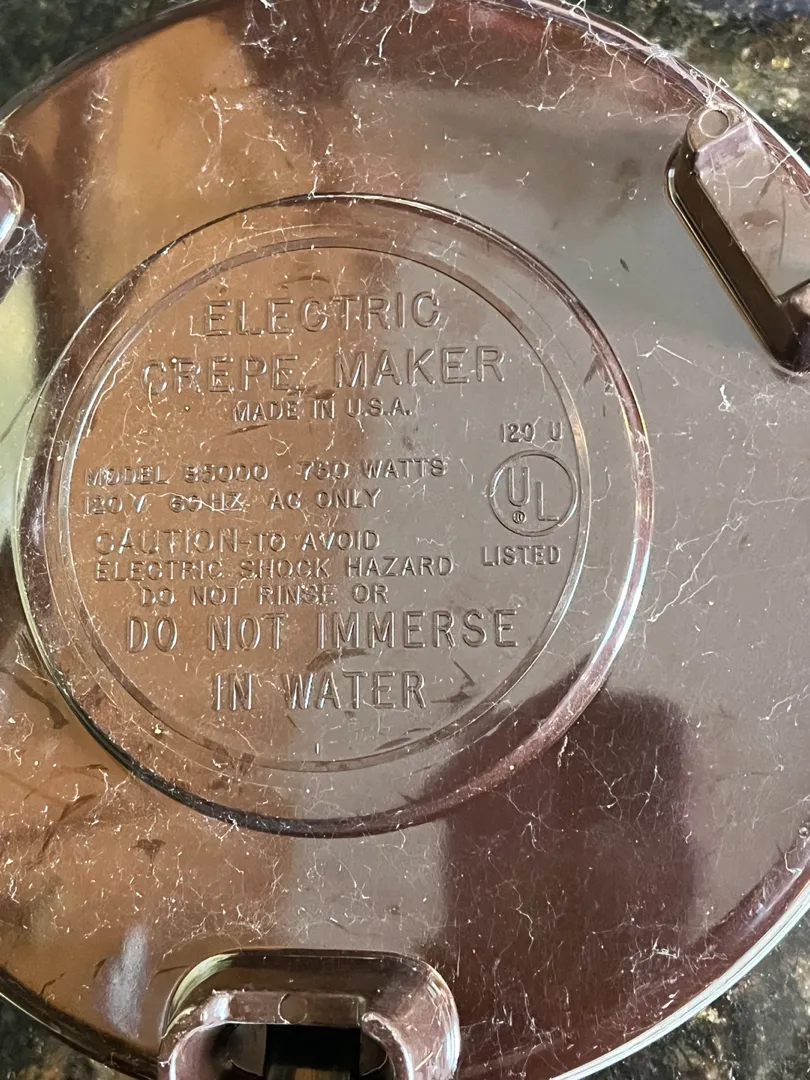 ELECTRIC
CREPE MAKER
MADE IN U.S.A.
120 U
MODEL 95000 750 WATTS
120 V 60 HZ AC ONLY
UL
®
LISTED
CAUTION-TO AVOID
ELECTRIC SHOCK HAZARD
DO NOT RINSE OR
DO NOT IMMERSE
IN WATER